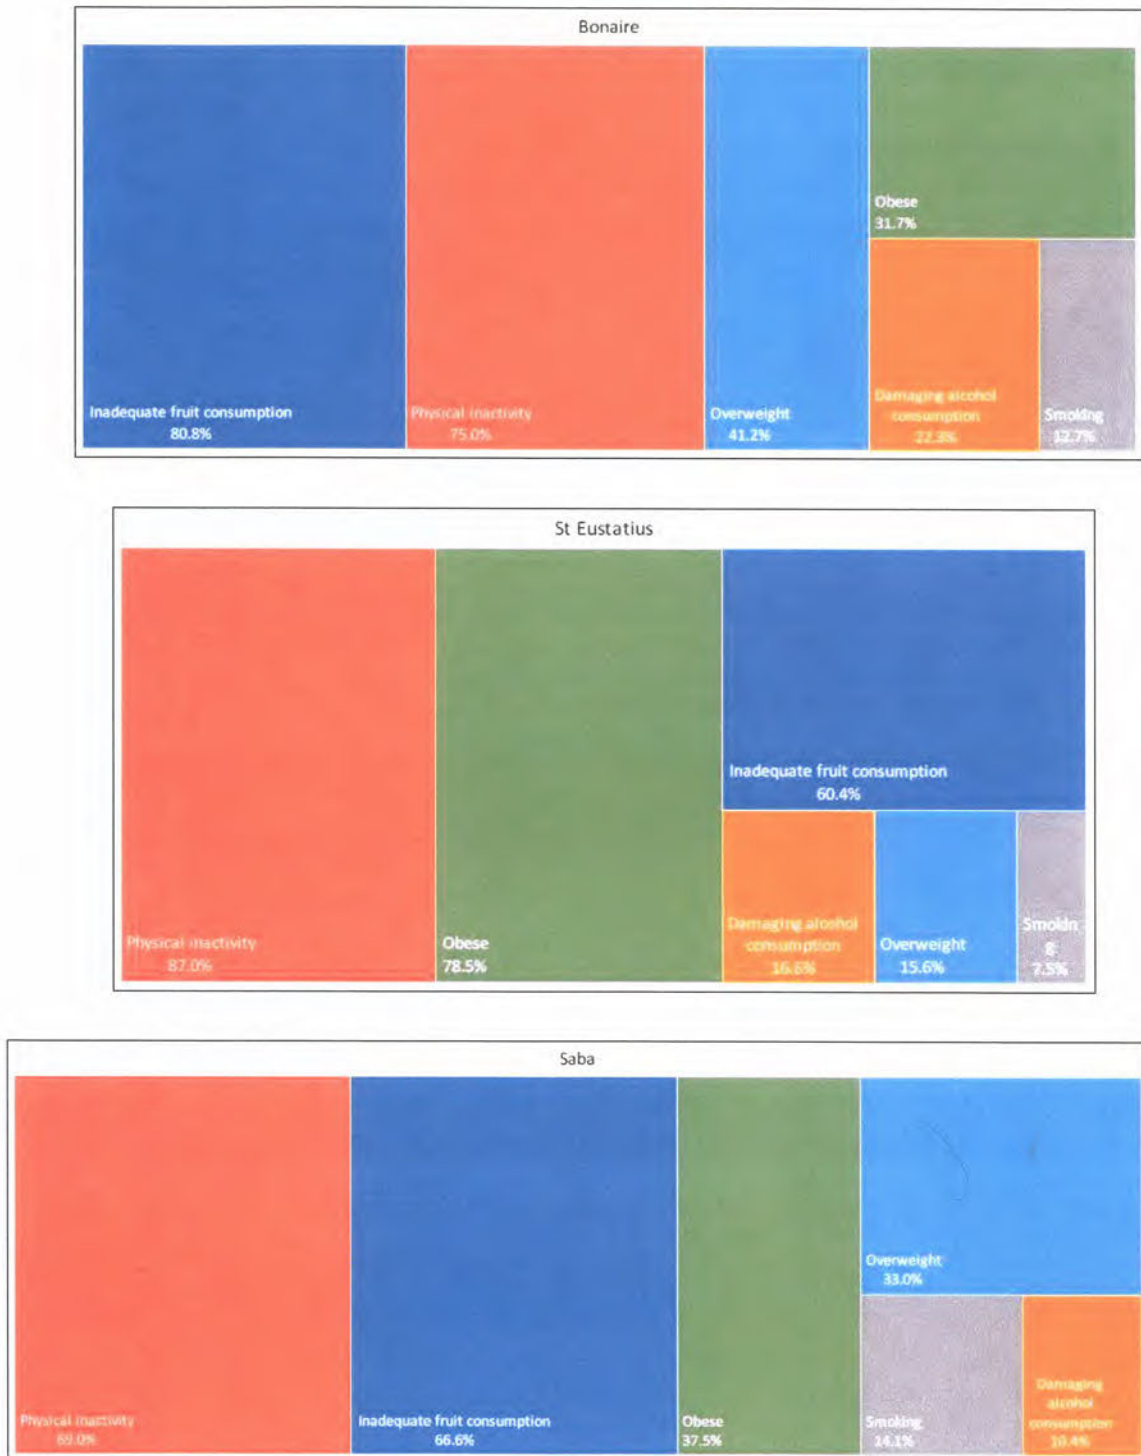 Bonaire
Inadequate fruit consumption
80.8%
Physical inactivity
75.0%
Overweight
41.2%
Obese
31.7%
Damaging alcohol
consumption
22.3%
Smoking
12.7%
St Eustatius
Physical inactivity
87.0%
Obese
78.5%
Inadequate fruit consumption
60.4%
Damaging alcohol
consumption
16.6%
Overweight
15.6%
Smokin
g
7.5%
Saba
Physical inactivity
69.0%
Inadequate fruit consumption
66.6%
Obese
37.5%
Overweight
33.0%
Smoking
14.1%
Damaging
alcohol
consumption
10.4%